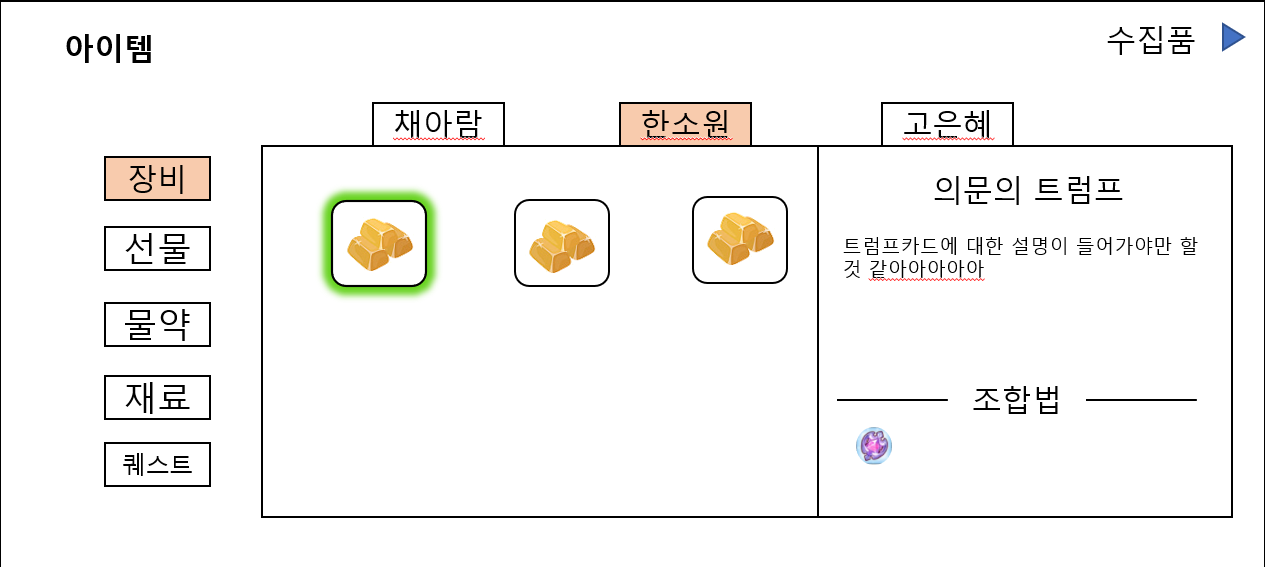 아이템
수집품
채아람
한소원
고은혜
장비
선물
물약
재료
퀘스트
의문의 트럼프
트럼프카드에 대한 설명이 들어가야만 할
것 같아아아아아
조합법